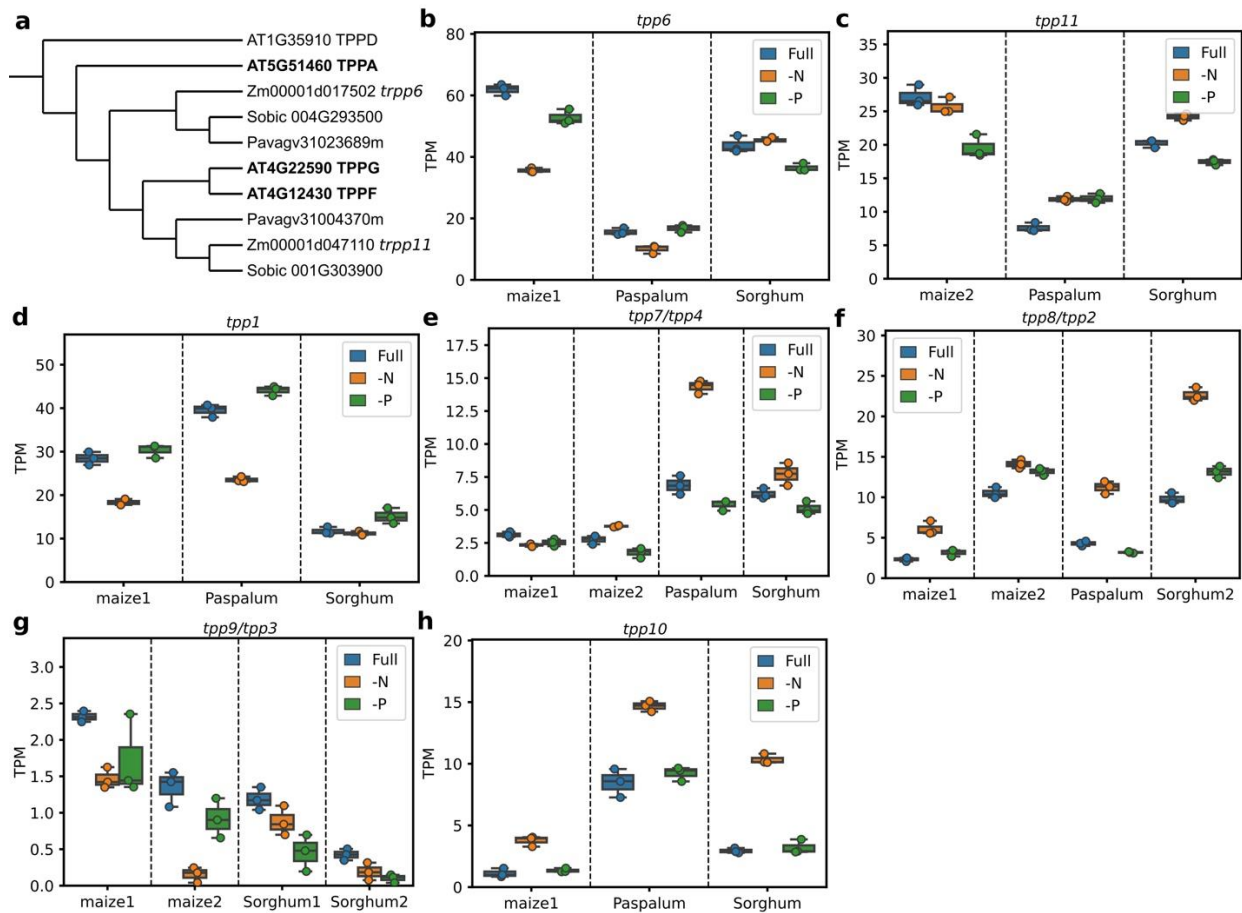 a
AT1G35910 TPPD
AT5G51460 TPPA
Zm00001d017502 trpp6
Sobic 004G293500
Pavagv31023689m
AT4G22590 TPPG
AT4G12430 TPPF
Pavagv31004370m
Zm00001d047110 trpp11
Sobic 001G303900
b
tpp6
80
60
40
20
0
TPM
Full
-N
-P
maize1 Paspalum Sorghum
c
tpp11
35
30
25
20
15
10
5
0
TPM
Full
-N
-P
maize2 Paspalum Sorghum
d
tpp1
50
40
30
20
10
0
TPM
Full
-N
-P
maize1 Paspalum Sorghum
e
tpp7/tpp4
17.5
15.0
12.5
10.0
7.5
5.0
2.5
0.0
TPM
Full
-N
-P
maize1 maize2 Paspalum Sorghum
f
tpp8/tpp2
30
25
20
15
10
5
0
TPM
Full
-N
-P
maize1 maize2 Paspalum Sorghum2
g
tpp9/tpp3
3.0
2.5
2.0
1.5
1.0
0.5
0.0
TPM
Full
-N
-P
maize1 maize2 Sorghum1 Sorghum2
h
tpp10
20
15
10
5
0
TPM
Full
-N
-P
maize1 Paspalum Sorghum